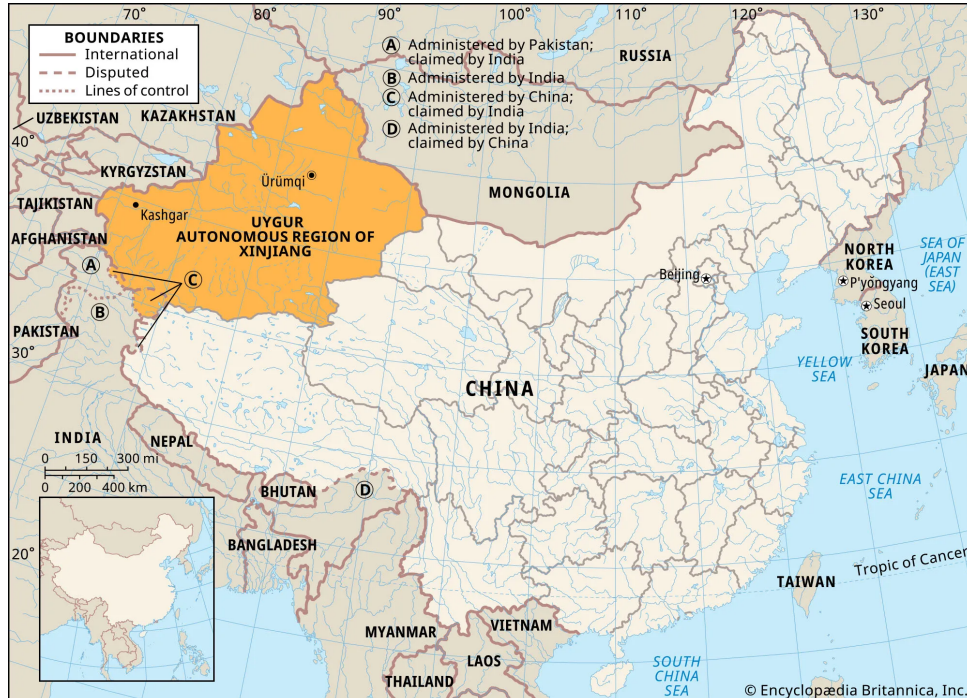 70°
80°
90°
100°
110°
120°
130°
BOUNDARIES
International
Disputed
Lines of control
A Administered by Pakistan;
claimed by India
B Administered by India
C Administered by China;
claimed by India
D Administered by India;
claimed by China
RUSSIA
UZBEKISTAN
KAZAKHSTAN
40°
KYRGYZSTAN
Ürümqi
MONGOLIA
TAJIKISTAN
Kashgar
UYGUR
AUTONOMOUS REGION OF
XINJIANG
AFGHANISTAN
A
C
B
PAKISTAN
30°
Beijing
NORTH
KOREA
P'yŏngyang
Seoul
SOUTH
KOREA
SEA OF
JAPAN
(EAST
SEA)
YELLOW
SEA
JAPAN
CHINA
INDIA
0 150 300 mi
0 200 400 km
NEPAL
BHUTAN
D
BANGLADESH
EAST CHINA
SEA
20°
Tropic of Cancer
TAIWAN
MYANMAR
VIETNAM
LAOS
THAILAND
SOUTH
CHINA
SEA
© Encyclopædia Britannica, Inc.